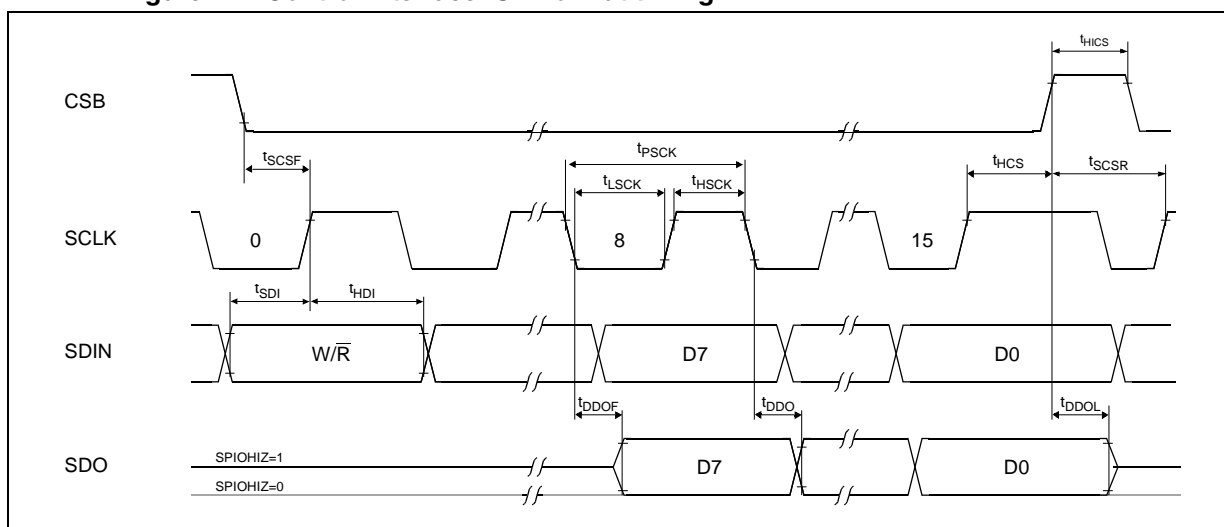 tHICS
CSB
tPSCK
tSCSF
tLSCK
tHSCK
tHCS
tSCSR
SCLK
0
8
15
tSDI
tHDI
SDIN
W/R̅
D7
D0
tDDOF
tDDO
tDDOL
SDO
SPIOHIZ=1
D7
D0
SPIOHIZ=0